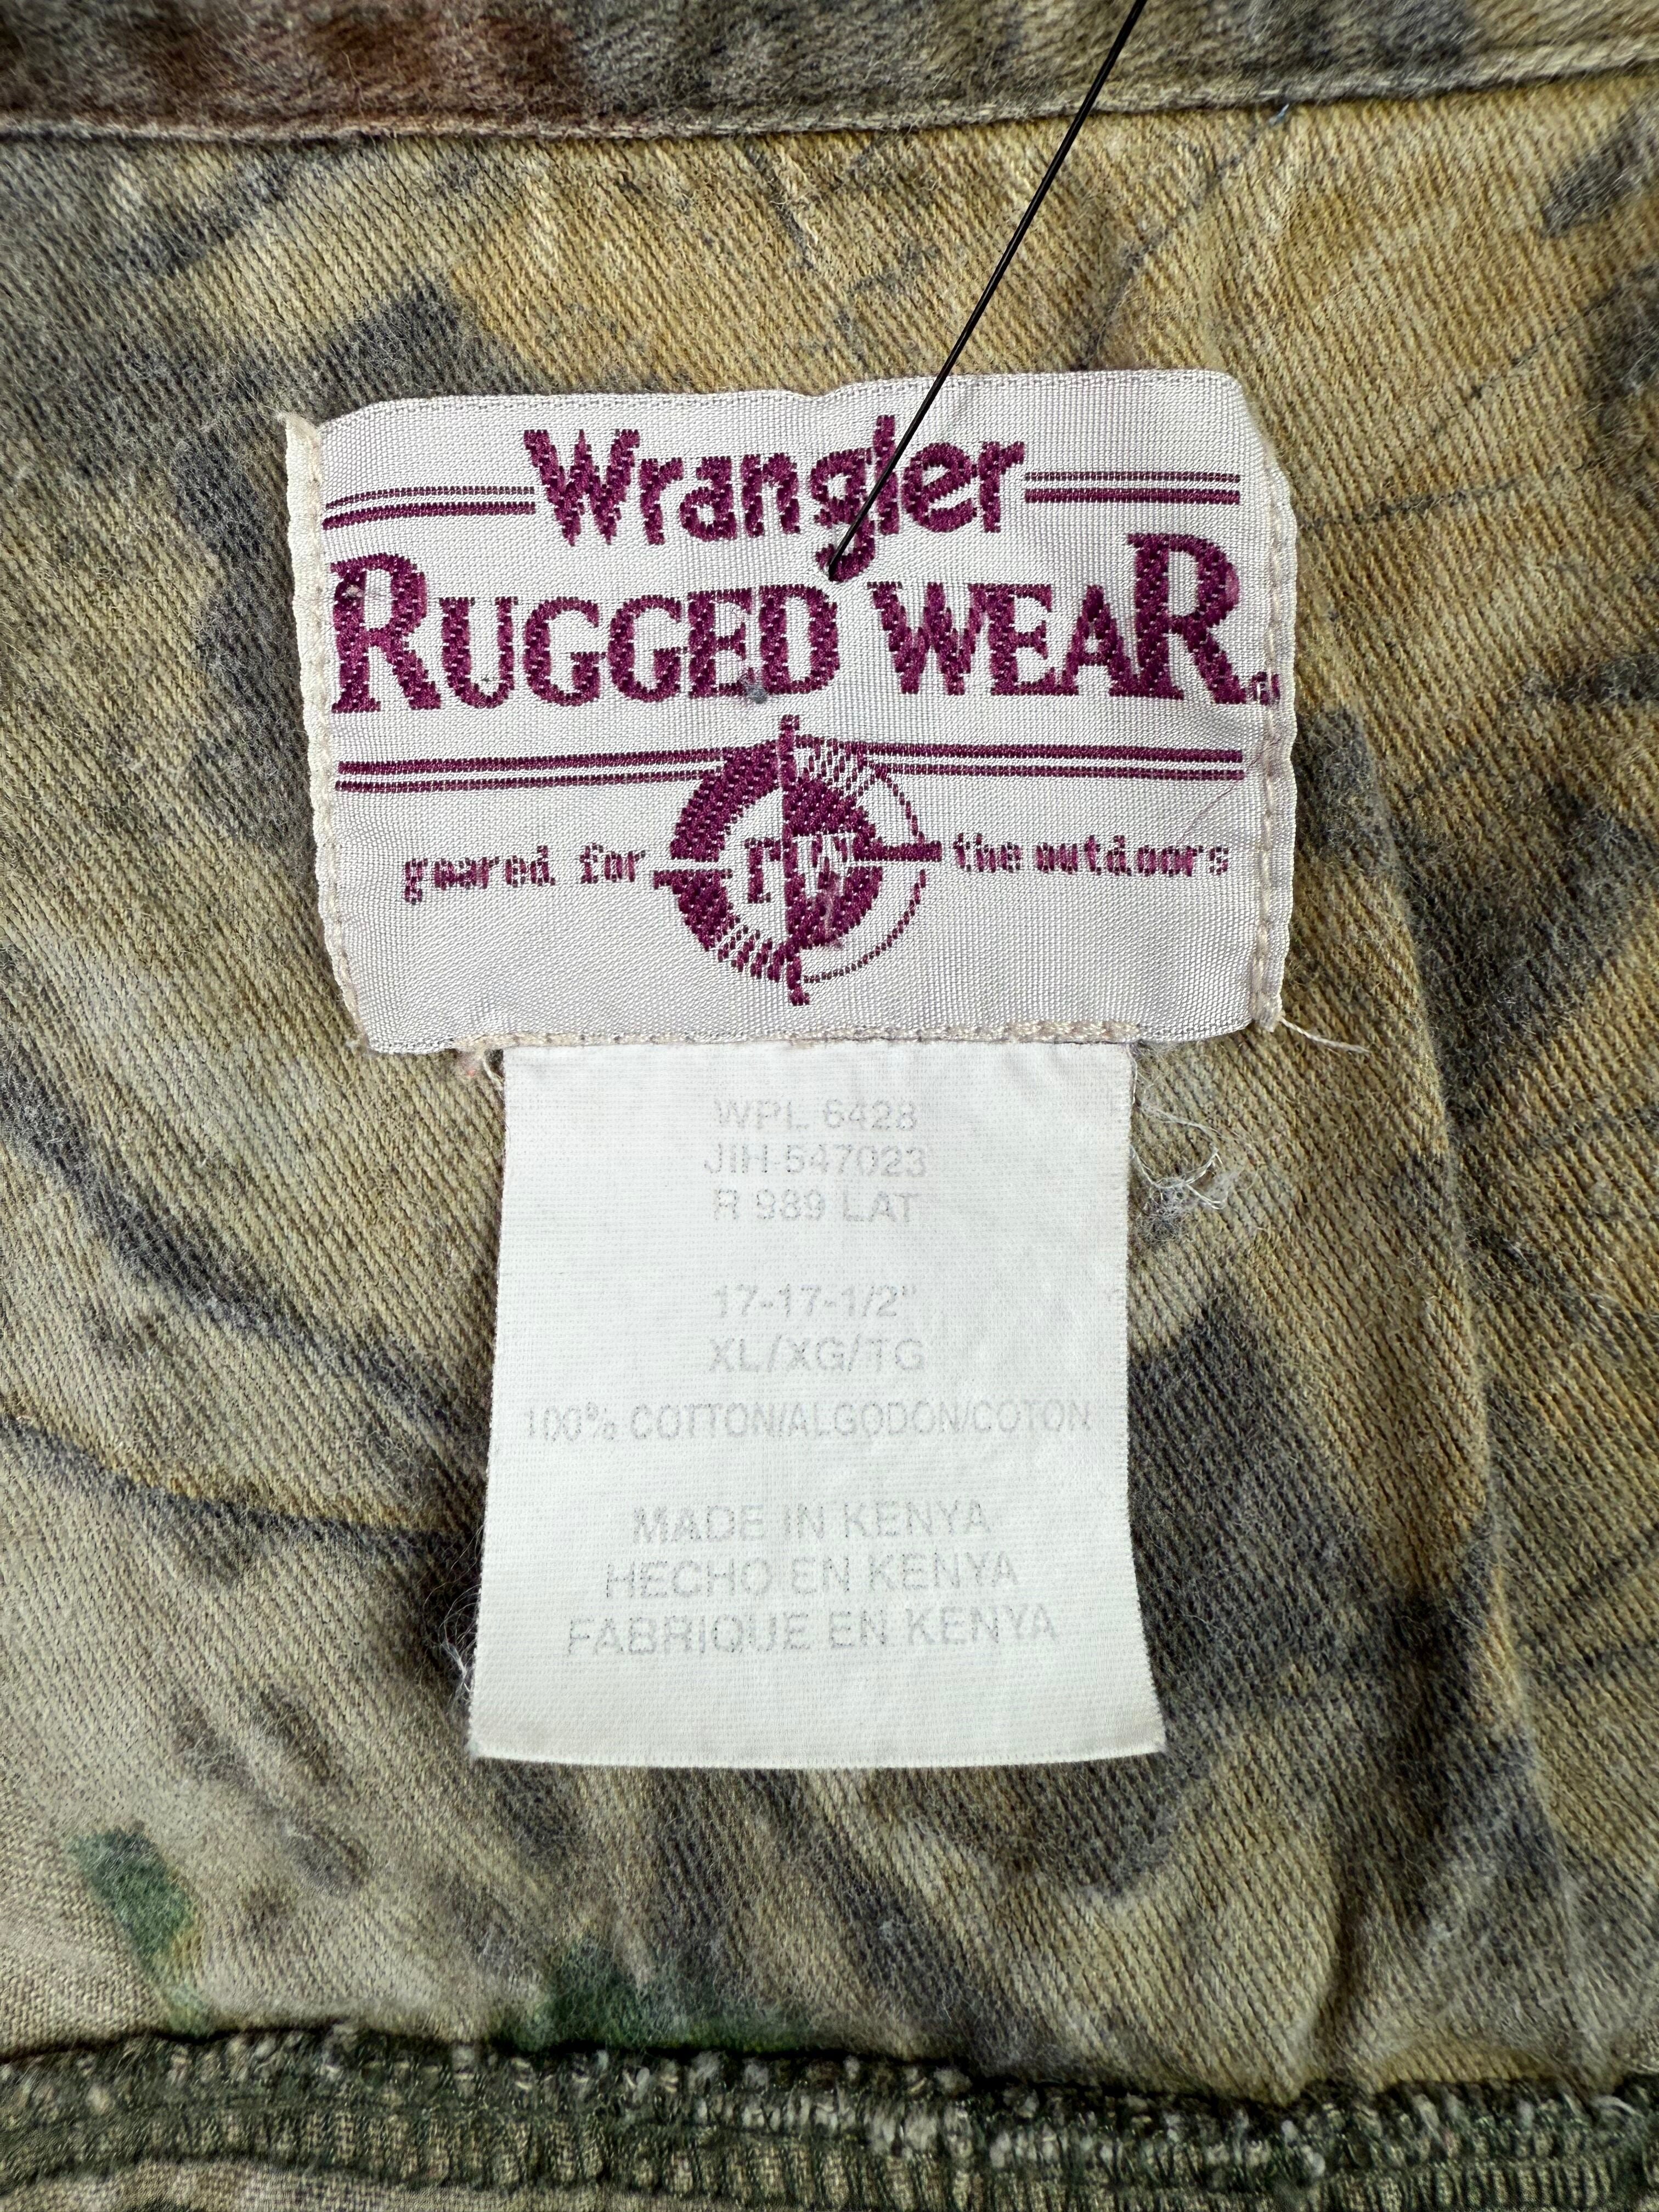 Wrangler
RUGGED WEAR
geared for rw the outdoors
WPL 6428
JIH-547023
R 989 LAT
17-17-1/2"
XL/XG/TG
100% COTTON/ALGODON/COTON
MADE IN KENYA
HECHO EN KENYA
FABRIQUE EN KENYA